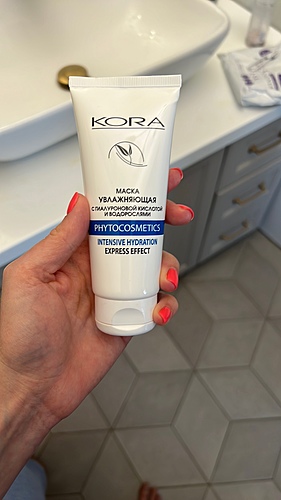 KORA
МАСКА
УВЛАЖНЯЮЩАЯ
С ГИАЛУРОНОВОЙ КИСЛОТОЙ
И ВОДОРОСЛЯМИ
PHYTOCOSMETICS
INTENSIVE HYDRATION
EXPRESS EFFECT